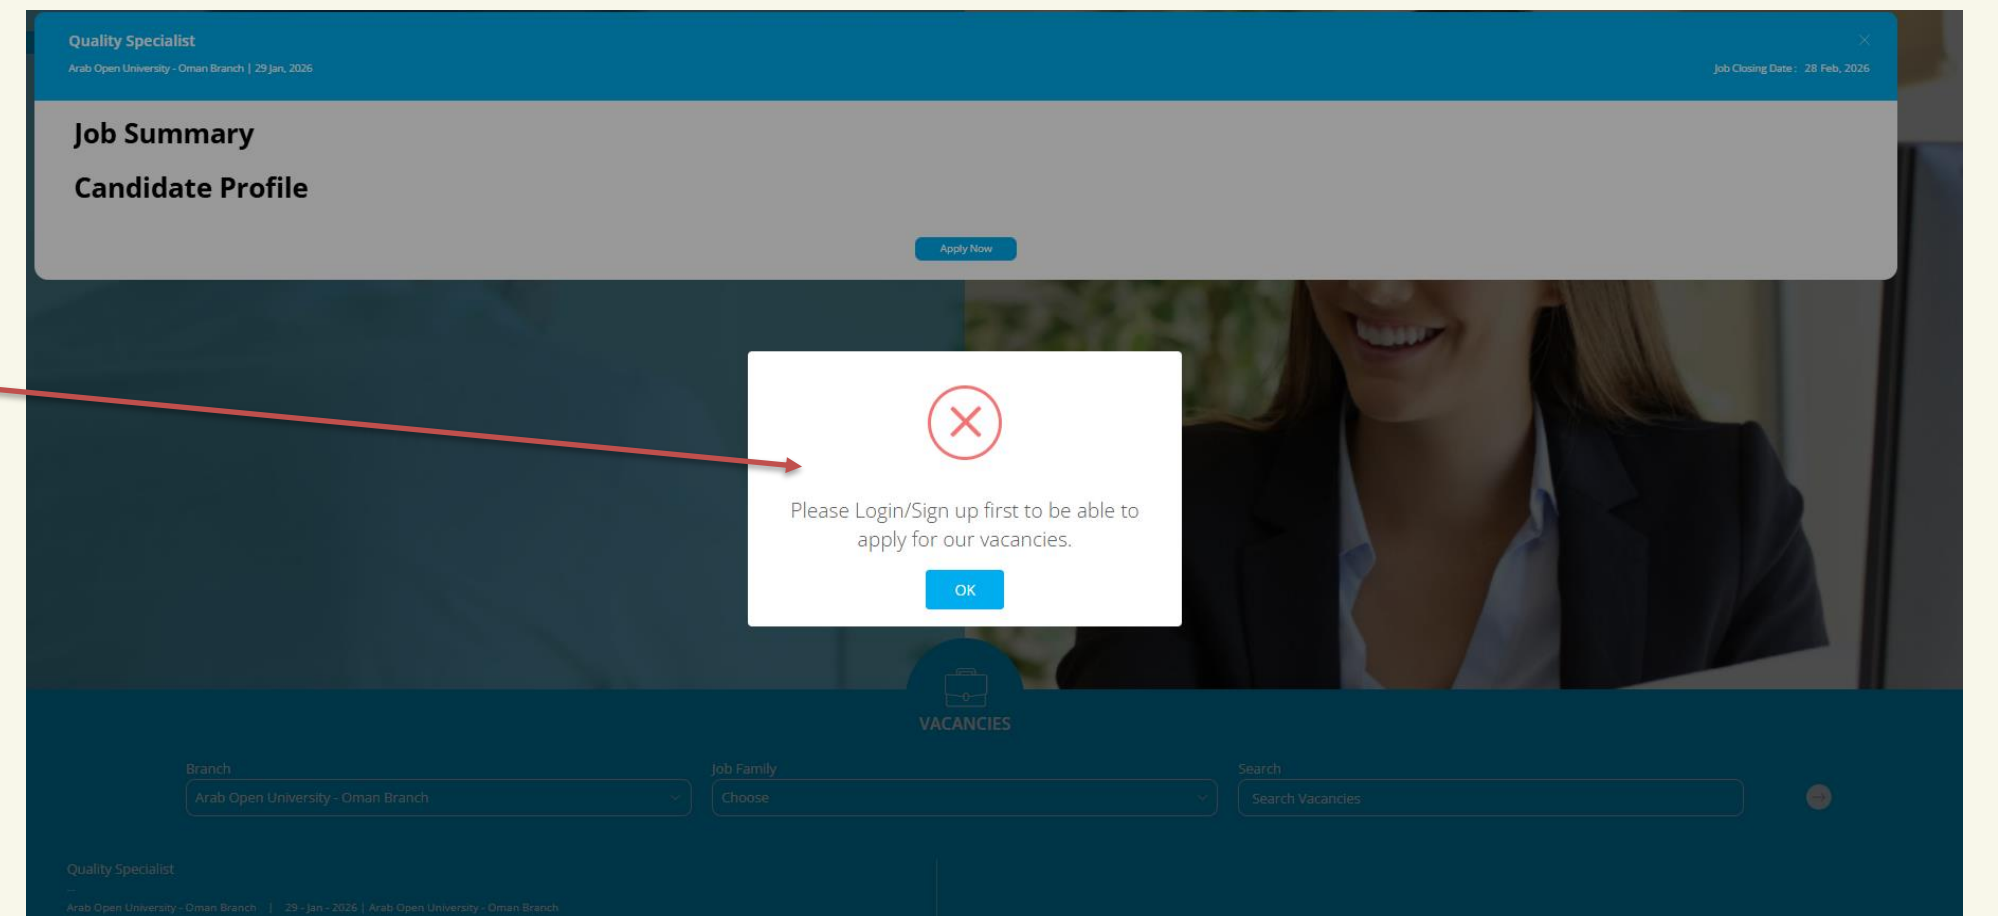 Quality Specialist
Arab Open University - Oman Branch | 29 Jan, 2026
Job Closing Date : 28 Feb, 2026
Job Summary
Candidate Profile
Apply Now
Please Login/Sign up first to be able to
apply for our vacancies.
OK
VACANCIES
Branch
Job Family
Search
Arab Open University - Oman Branch
Choose
Search Vacancies
Quality Specialist
...
Arab Open University - Oman Branch | 29 - Jan - 2026 | Arab Open University - Oman Branch